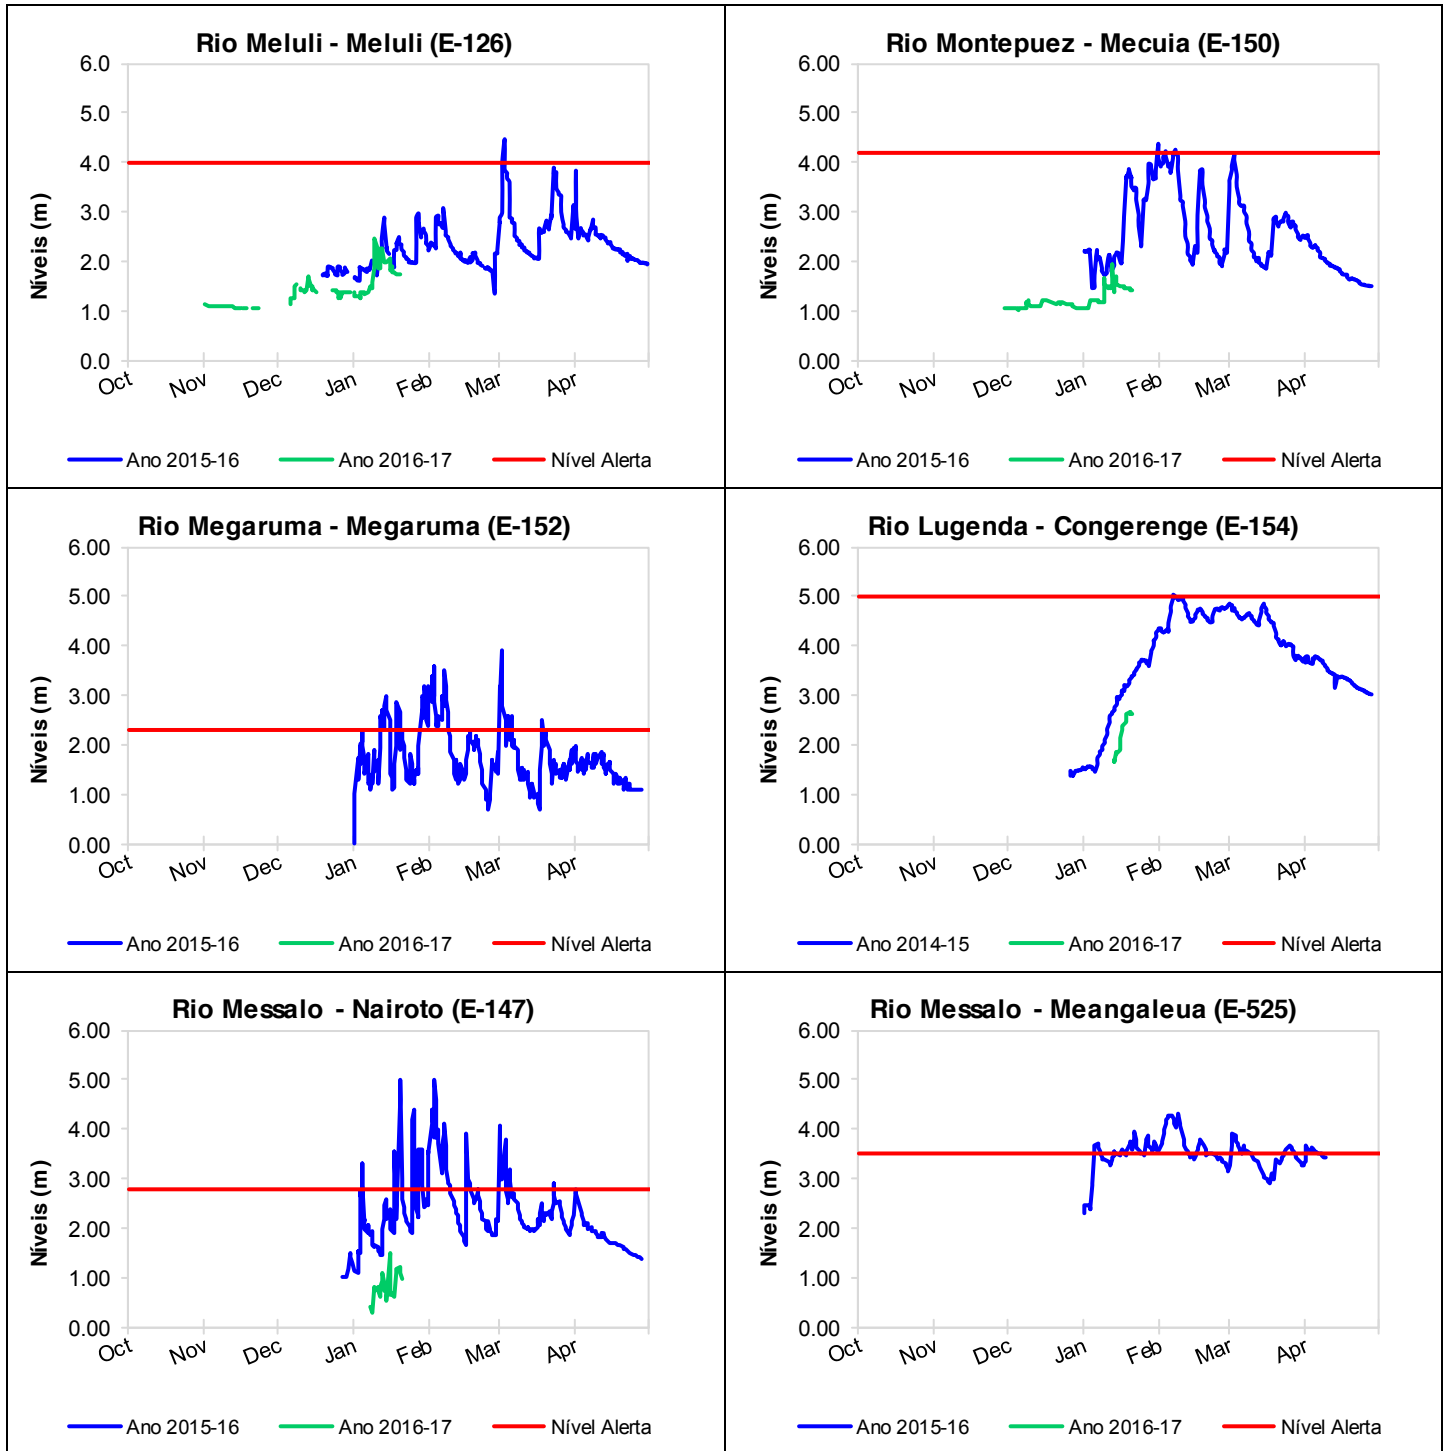 Rio Meluli - Meluli (E-126)
Níveis (m)
6.0
5.0
4.0
3.0
2.0
1.0
0.0
Oct Nov Dec Jan Feb Mar Apr
Ano 2015-16 Ano 2016-17 Nível Alerta
Rio Montepuez - Mecuia (E-150)
Níveis (m)
6.00
5.00
4.00
3.00
2.00
1.00
0.00
Oct Nov Dec Jan Feb Mar Apr
Ano 2015-16 Ano 2016-17 Nível Alerta
Rio Megaruma - Megaruma (E-152)
Níveis (m)
6.00
5.00
4.00
3.00
2.00
1.00
0.00
Oct Nov Dec Jan Feb Mar Apr
Ano 2015-16 Ano 2016-17 Nível Alerta
Rio Lugenda - Congerenge (E-154)
Níveis (m)
6.00
5.00
4.00
3.00
2.00
1.00
0.00
Oct Nov Dec Jan Feb Mar Apr
Ano 2014-15 Ano 2016-17 Nível Alerta
Rio Messalo - Nairoto (E-147)
Níveis (m)
6.00
5.00
4.00
3.00
2.00
1.00
0.00
Oct Nov Dec Jan Feb Mar Apr
Ano 2015-16 Ano 2016-17 Nível Alerta
Rio Messalo - Meangaleua (E-525)
Níveis (m)
6.00
5.00
4.00
3.00
2.00
1.00
0.00
Oct Nov Dec Jan Feb Mar Apr
Ano 2015-16 Ano 2016-17 Nível Alerta